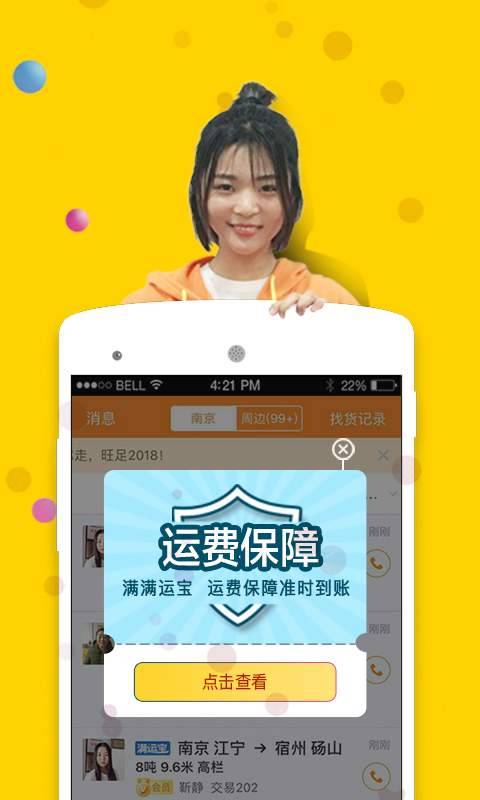 BELL 4:21 PM 22%
消息 南京 周边(99+) 找货记录
走，旺足2018！
...
刚刚
运费保障
满满运宝 运费保障准时到账
刚刚
点击查看
满运宝 南京 江宁 → 宿州 砀山 刚刚
8吨 9.6米 高栏
会员 靳静 交易202